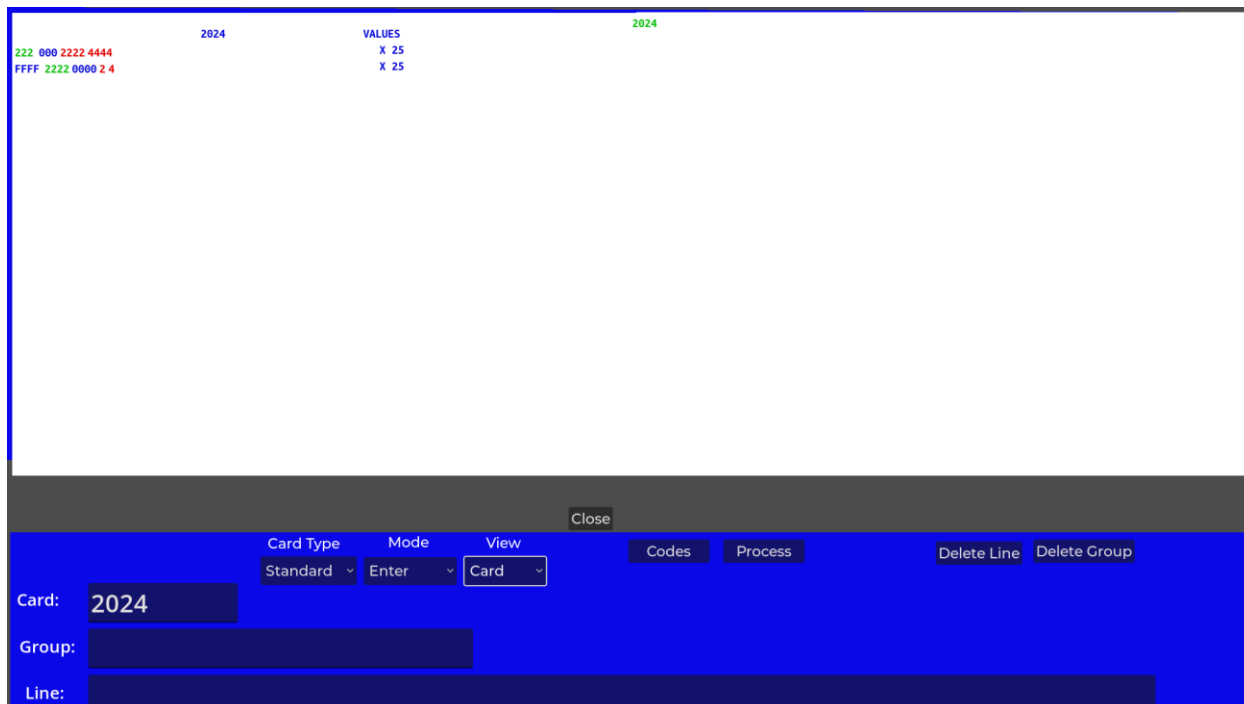 2024
2024 VALUES
222 000 2222 4444 X 25
FFFF 2222 0000 2 4 X 25
Close
Card Type Mode View
Codes Process Delete Line Delete Group
Standard Enter Card
Card: 2024
Group:
Line: